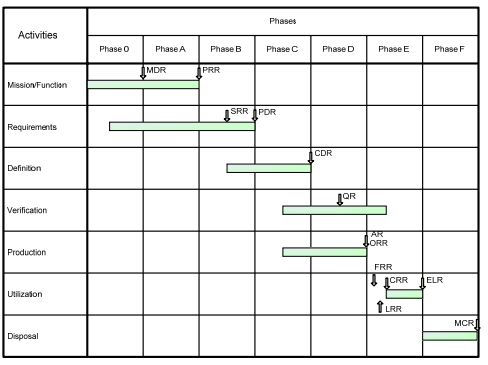 Activities
Phases
Phase 0 Phase A Phase B Phase C Phase D Phase E Phase F
Mission/Function
MDR PRR
Requirements
SRR PDR
Definition
CDR
Verification
QR
Production
AR
ORR
Utilization
FRR
CRR ELR
LRR
Disposal
MCR